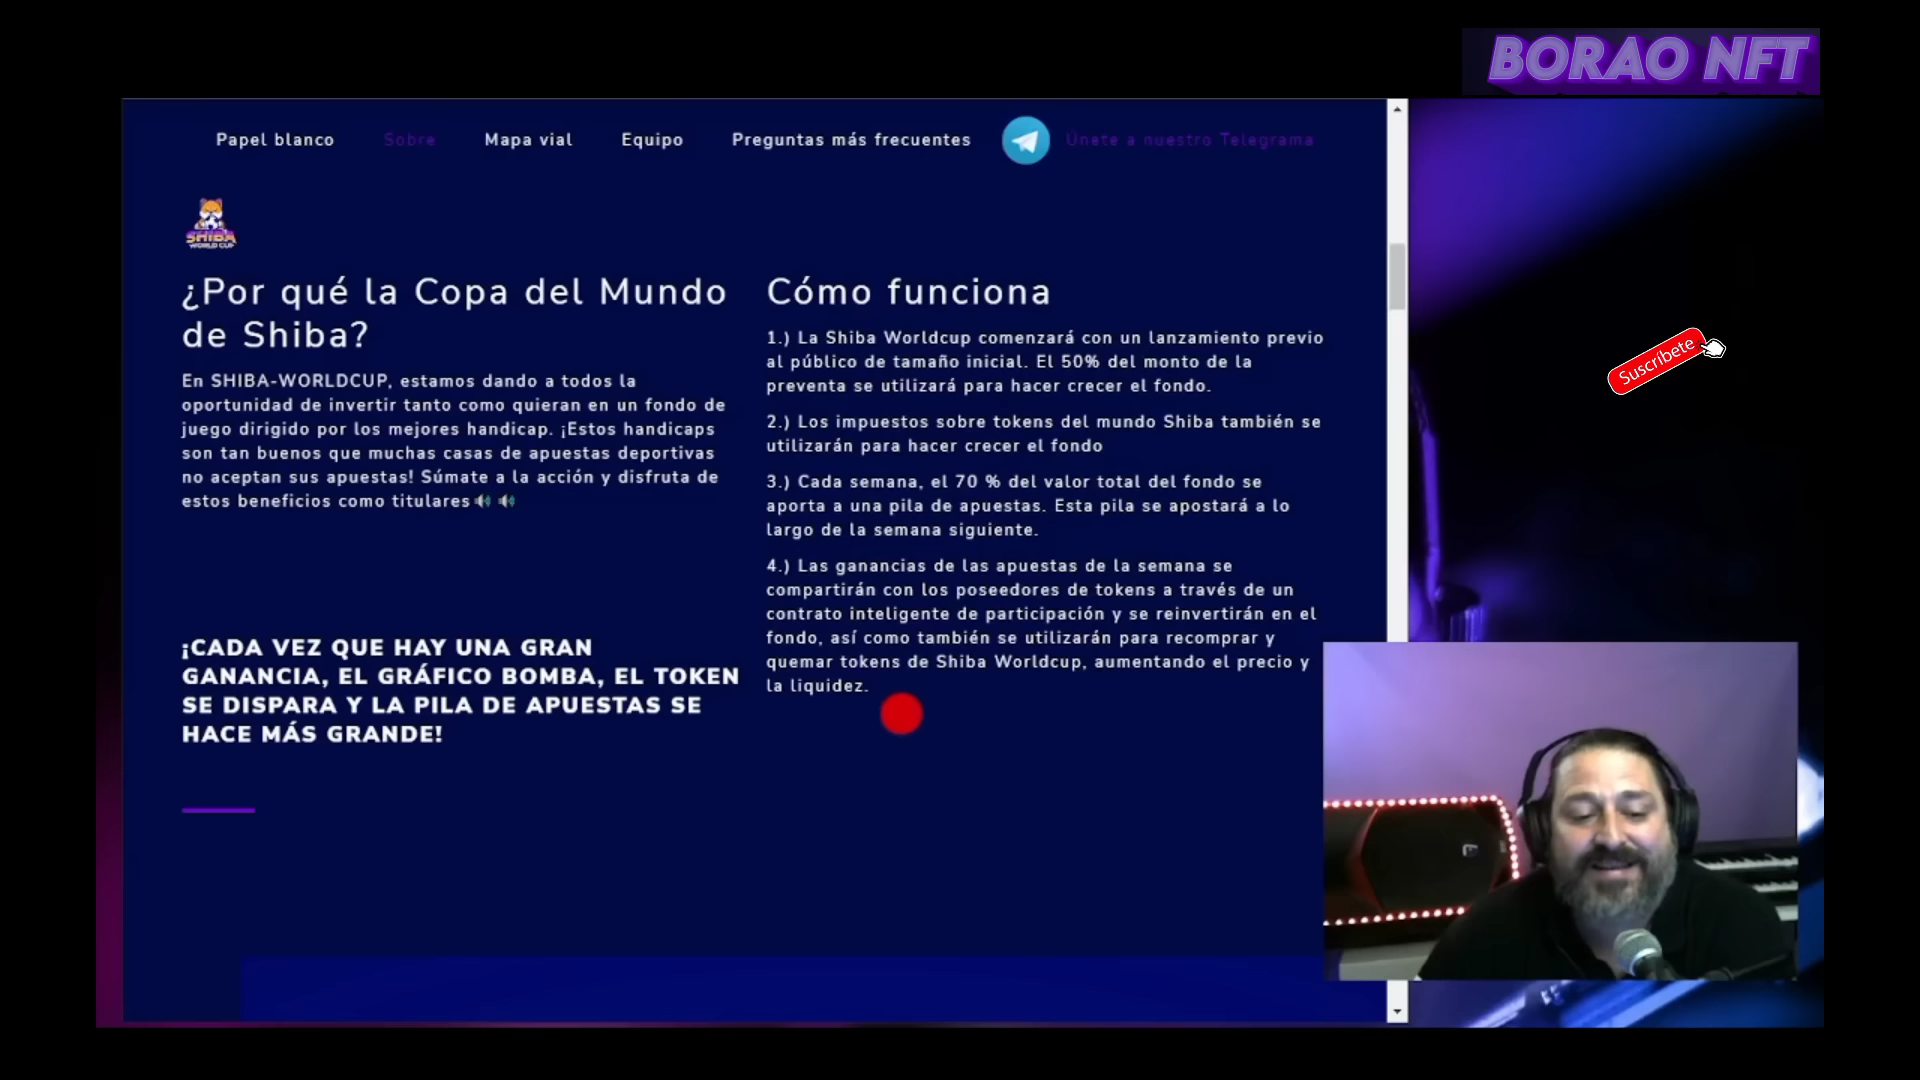 BORAO NFT
Papel blanco
Sobre
Mapa vial
Equipo
Preguntas más frecuentes
Únete a nuestro Telegrama
SHIBA
WORLD CUP
¿Por qué la Copa del Mundo
de Shiba?
En SHIBA-WORLDCUP, estamos dando a todos la
oportunidad de invertir tanto como quieran en un fondo de
juego dirigido por los mejores handicap. ¡Estos handicaps
son tan buenos que muchas casas de apuestas deportivas
no aceptan sus apuestas! Súmate a la acción y disfruta de
estos beneficios como titulares
¡CADA VEZ QUE HAY UNA GRAN
GANANCIA, EL GRÁFICO BOMBA, EL TOKEN
SE DISPARA Y LA PILA DE APUESTAS SE
HACE MÁS GRANDE!
Cómo funciona
1.) La Shiba Worldcup comenzará con un lanzamiento previo
al público de tamaño inicial. El 50% del monto de la
preventa se utilizará para hacer crecer el fondo.
2.) Los impuestos sobre tokens del mundo Shiba también se
utilizarán para hacer crecer el fondo
3.) Cada semana, el 70 % del valor total del fondo se
aporta a una pila de apuestas. Esta pila se apostará a lo
largo de la semana siguiente.
4.) Las ganancias de las apuestas de la semana se
compartirán con los poseedores de tokens a través de un
contrato inteligente de participación y se reinvertirán en el
fondo, así como también se utilizarán para recomprar y
quemar tokens de Shiba Worldcup, aumentando el precio y
la liquidez.
Suscríbete